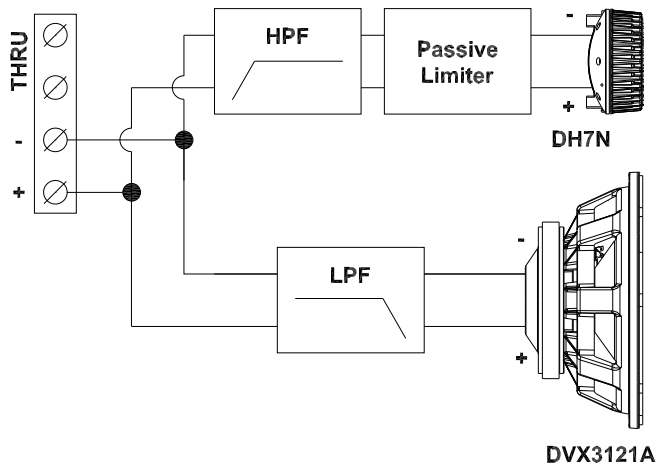 THRU
-
+
HPF
Passive
Limiter
-
+
DH7N
LPF
-
+
DVX3121A